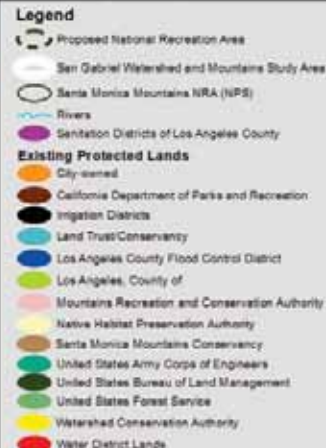 Legend
Proposed National Recreation Area
San Gabriel Watershed and Mountains Study Area
Santa Monica Mountains NRA (NPS)
Rivers
Sanitation Districts of Los Angeles County
Existing Protected Lands
City-owned
California Department of Parks and Recreation
Irrigation Districts
Land Trust/Conservancy
Los Angeles County Flood Control District
Los Angeles, County of
Mountains Recreation and Conservation Authority
Native Habitat Preservation Authority
Santa Monica Mountains Conservancy
United States Army Corps of Engineers
United States Bureau of Land Management
United States Forest Service
Watershed Conservation Authority
Water District Lands